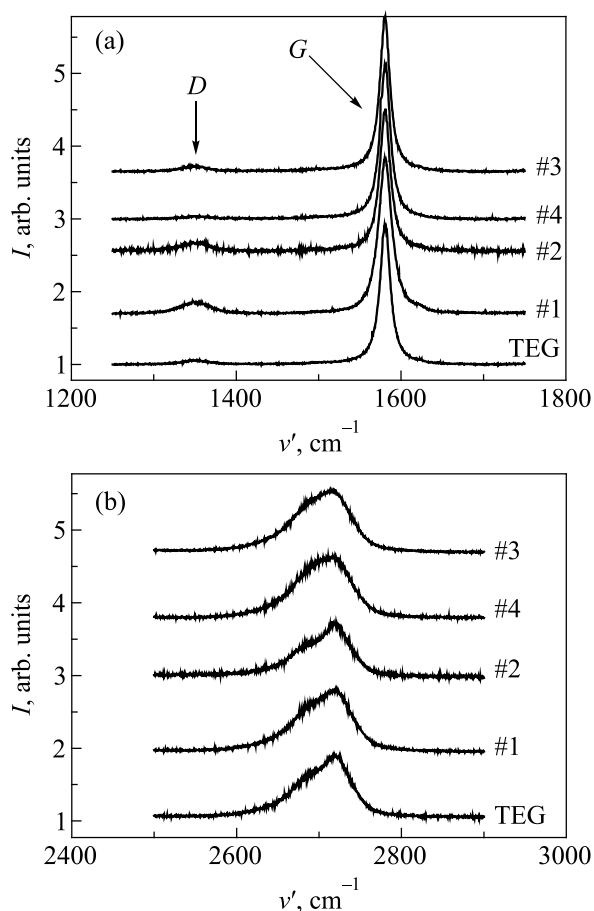 (a)
D
G
I, arb. units
5
4
3
2
1
#3
#4
#2
#1
TEG
1200 1400 1600 1800
ν′, cm⁻¹
(b)
I, arb. units
5
4
3
2
1
#3
#4
#2
#1
TEG
2400 2600 2800 3000
ν′, cm⁻¹